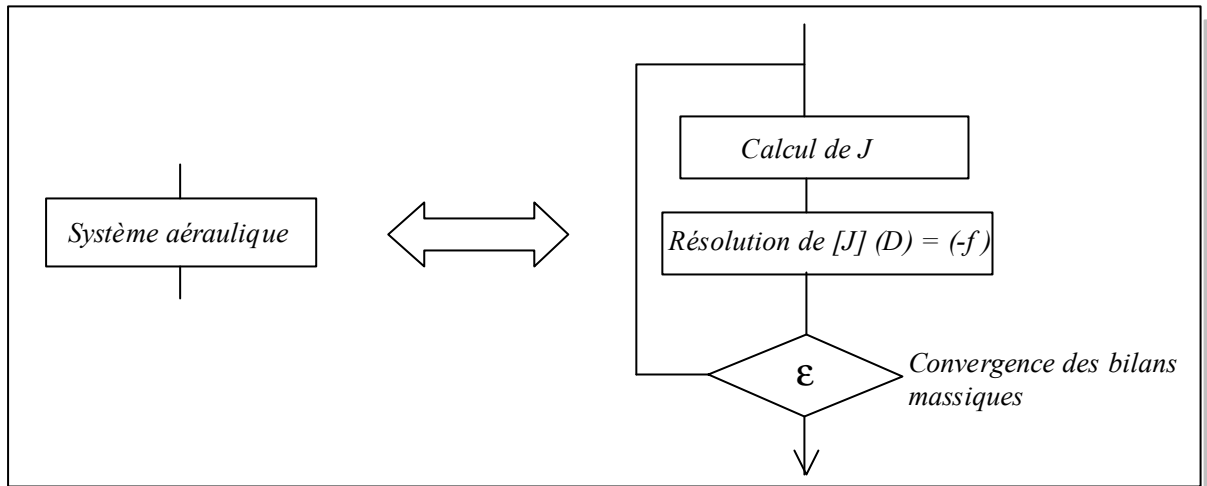 Calcul de J
Système aéraulique
Résolution de [J] (D) = (-f)
ε
Convergence des bilans
massiques